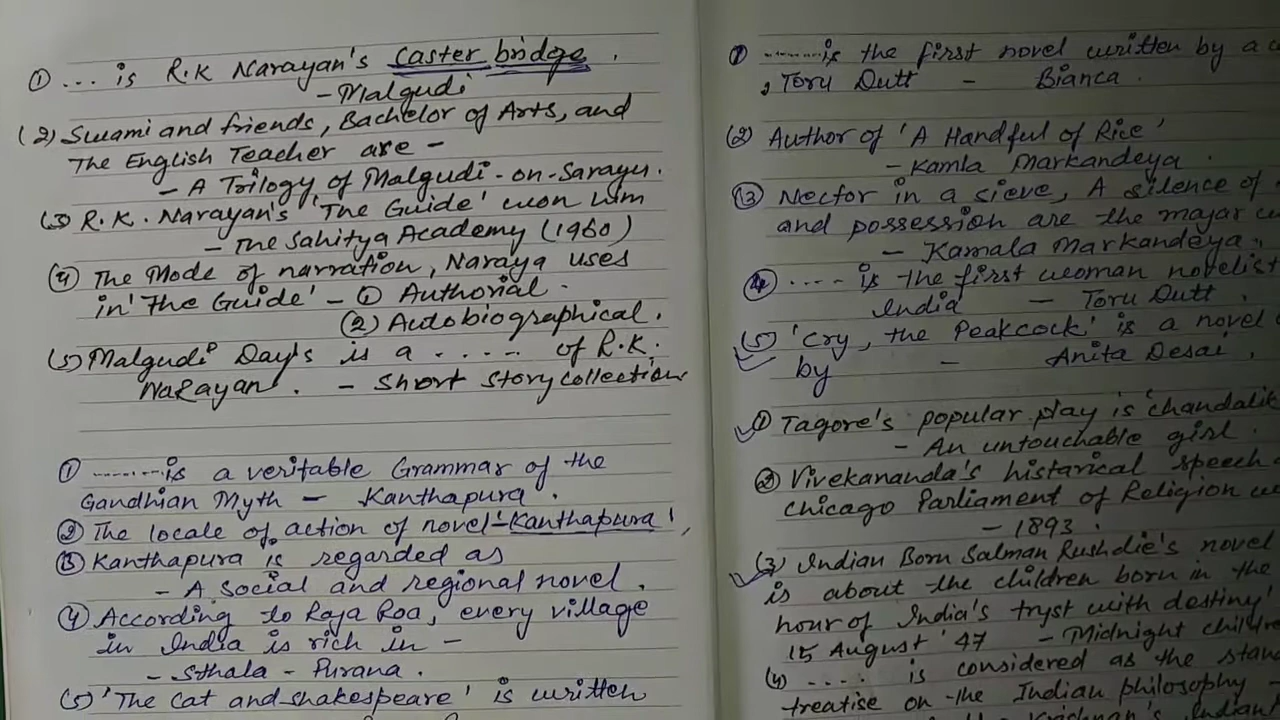 ① ... is R.K Narayan's caster bridge .
- Malgudi
(2) Swami and friends, Bachelor of Arts, and
The English Teacher are -
- A Trilogy of Malgudi-on-Sarayu.
(3) R.K. Narayan's 'The Guide' won him
- The Sahitya Academy (1960)
(4) The Mode of narration, Naraya uses
in 'The Guide' - ① Authorial .
(2) Autobiographical.
(5) Malgudi Days is a ..... of R.K.
Narayan . - Short story collections
① ........is a veritable Grammar of the
Gandhian Myth - Kanthapura .
② The locale of action of novel - 'Kanthapura',
③ Kanthapura is regarded as
- A social and regional novel .
④ According to Raja Roa, every village
in India is rich in -
- Sthala - Purana .
(5) 'The Cat and shakespeare' is written
① ........is the first novel written by a
, Toru Dutt - Bianca .
(2) Author of 'A Handful of Rice'
- Kamla Markandeya .
③ Nector in a sieve, A silence of
and possession are the major
- Kamala Markandeya .
④ .... is the first woman novelist
India - Toru Dutt .
(5) 'Cry, the Peakcock' is a novel
by - Anita Desai .
① Tagore's popular play is 'chandalik
- An untouchable girl .
② Vivekananda's histarical speech
chicago Parliament of Religion
- 1893 .
(3) Indian Born Salman Rushdie's novel
is about the children born in the
hour of India's tryst with destiny'
15 August '47 - Midnight
(4) .... is considered as the
treatise on the Indian philosophy -